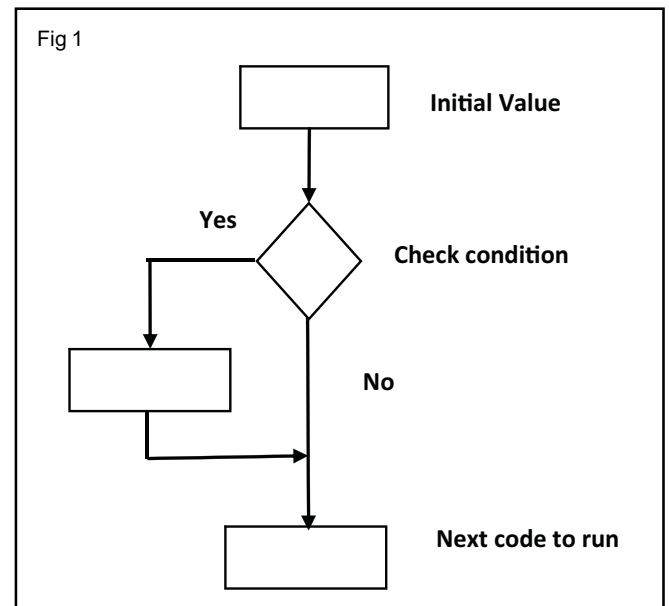 Fig 1
Initial Value
Yes
Check condition
No
Next code to run